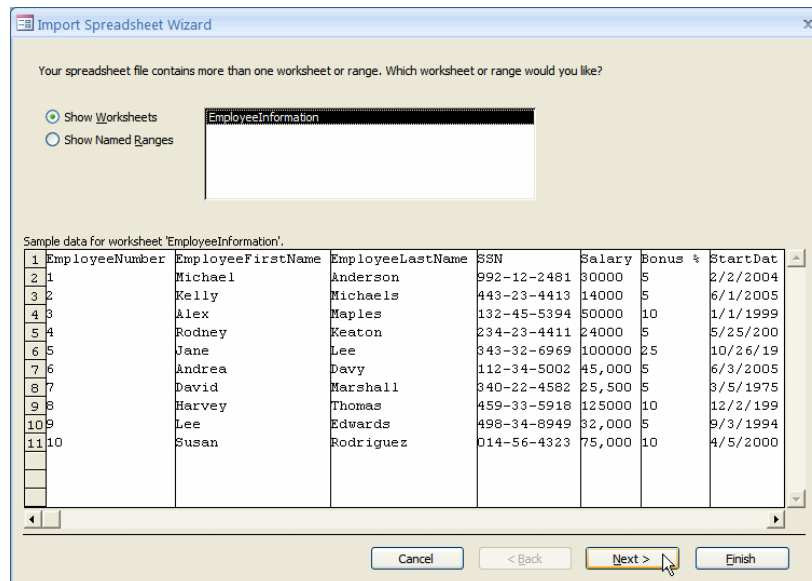 Import Spreadsheet Wizard
x
Your spreadsheet file contains more than one worksheet or range. Which worksheet or range would you like?
Show Worksheets
Show Named Ranges
EmployeeInformation
Sample data for worksheet 'EmployeeInformation'.
1 EmployeeNumber EmployeeFirstName EmployeeLastName SSN Salary Bonus % StartDat
2 1 Michael Anderson 992-12-2481 30000 5 2/2/2004
3 2 Kelly Michaels 443-23-4413 14000 5 6/1/2005
4 3 Alex Maples 132-45-5394 50000 10 1/1/1999
5 4 Rodney Keaton 234-23-4411 24000 5 5/25/200
6 5 Jane Lee 343-32-6969 100000 25 10/26/19
7 6 Andrea Davy 112-34-5002 45,000 5 6/3/2005
8 7 David Marshall 340-22-4582 25,500 5 3/5/1975
9 8 Harvey Thomas 459-33-5918 125000 10 12/2/199
10 9 Lee Edwards 498-34-8949 32,000 5 9/3/1994
11 10 Susan Rodriguez 014-56-4323 75,000 10 4/5/2000
Cancel < Back Next > Finish